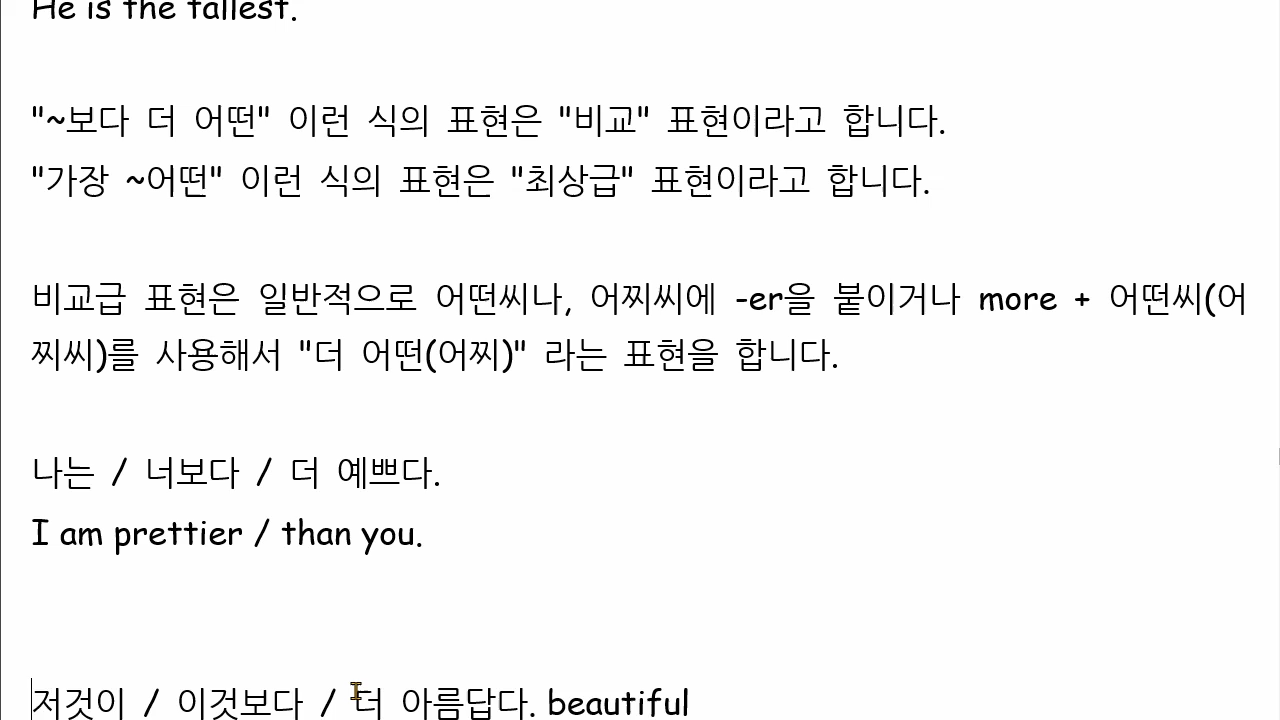 He is the tallest.
"~보다 더 어떤" 이런 식의 표현은 "비교" 표현이라고 합니다.
"가장 ~어떤" 이런 식의 표현은 "최상급" 표현이라고 합니다.
비교급 표현은 일반적으로 어떤씨나, 어찌씨에 -er을 붙이거나 more + 어떤씨(어
찌씨)를 사용해서 "더 어떤(어찌)" 라는 표현을 합니다.
나는 / 너보다 / 더 예쁘다.
I am prettier / than you.
저것이 / 이것보다 / 더 아름답다. beautiful